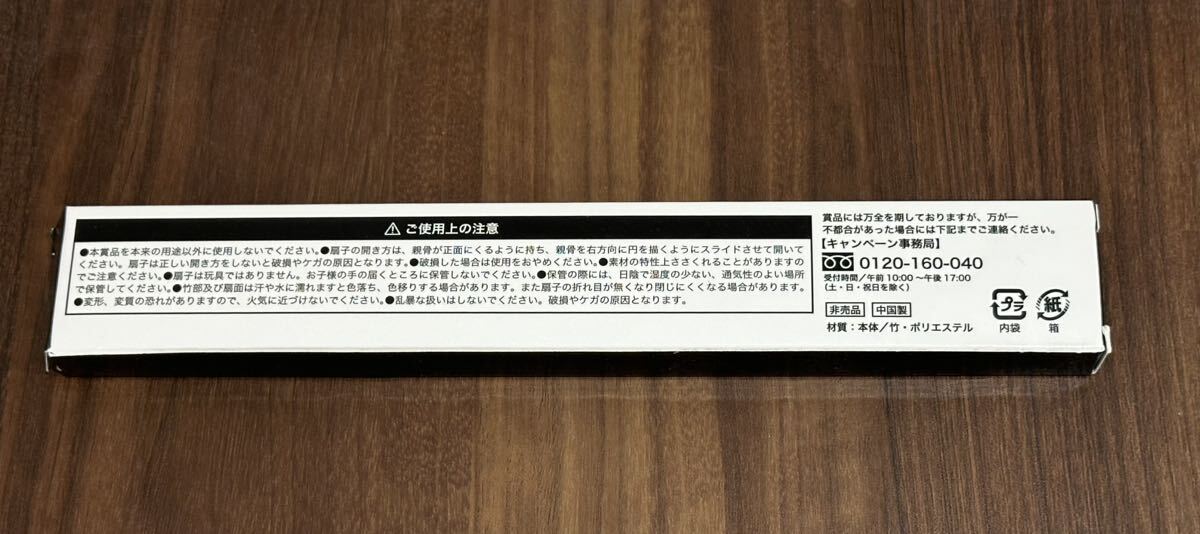 ⚠ ご使用上の注意
●本賞品を本来の用途以外に使用しないでください。●扇子の開き方は、親骨が正面にくるように持ち、親骨を右方向に円を描くようにスライドさせて開いて
ください。扇子は正しい開き方をしないと破損やケガの原因となります。●破損した場合は使用をおやめください。●素材の特性上ささくれることがありますの
でご注意ください。●扇子は玩具ではありません。お子様の手の届くところに保管しないでください。●保管の際には、日陰で湿度の少ない、通気性のよい場所
で保管してください。●竹部及び扇面は汗や水に濡れますと色落ち、色移りする場合があります。また扇子の折れ目が無くなり閉じにくくなる場合があります。
●変形、変質の恐れがありますので、火気に近づけないでください。●乱暴な扱いはしないでください。破損やケガの原因となります。
賞品には万全を期しておりますが、万が一
不都合があった場合には下記までご連絡ください。
【キャンペーン事務局】
0120-160-040
受付時間／午前 10:00〜午後 17:00
(土・日・祝日を除く)
非売品 中国製
材質：本体／竹・ポリエステル
プラ 紙
内袋 箱